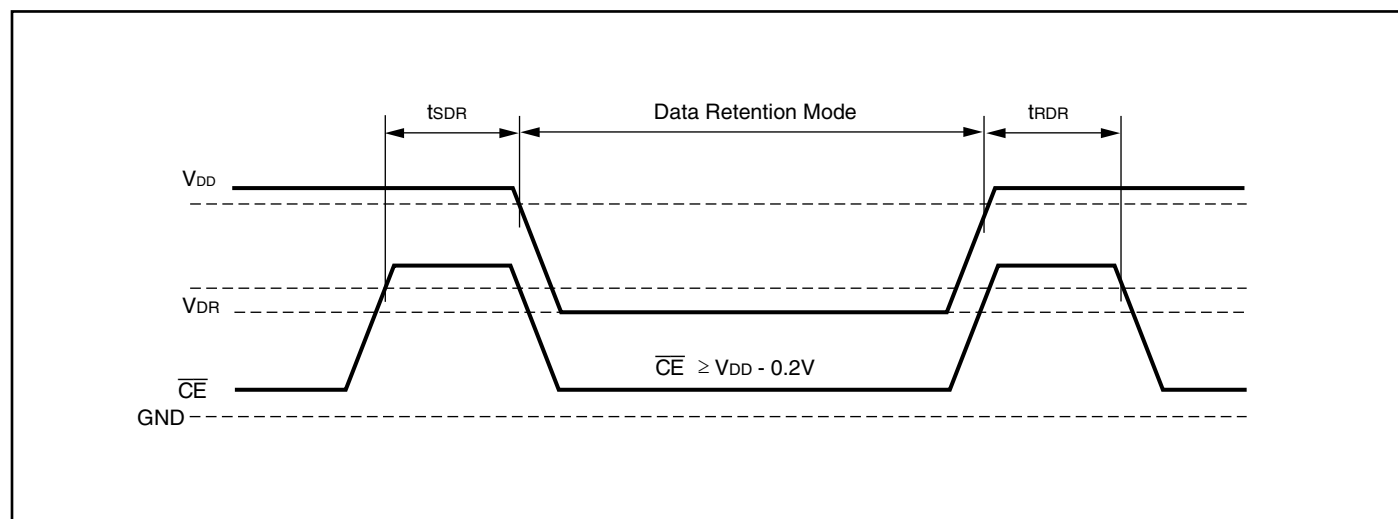 tSDR Data Retention Mode tRDR
VDD
VDR
CE ≥ VDD - 0.2V
CE
GND